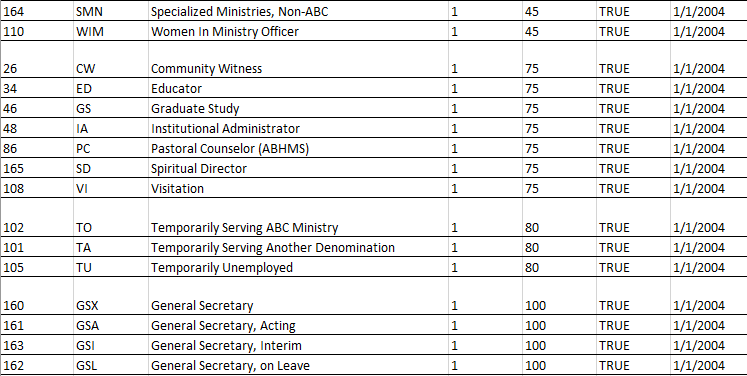 164 SMN Specialized Ministries, Non-ABC 1 45 TRUE 1/1/2004
110 WIM Women In Ministry Officer 1 45 TRUE 1/1/2004
26 CW Community Witness 1 75 TRUE 1/1/2004
34 ED Educator 1 75 TRUE 1/1/2004
46 GS Graduate Study 1 75 TRUE 1/1/2004
48 IA Institutional Administrator 1 75 TRUE 1/1/2004
86 PC Pastoral Counselor (ABHMS) 1 75 TRUE 1/1/2004
165 SD Spiritual Director 1 75 TRUE 1/1/2004
108 VI Visitation 1 75 TRUE 1/1/2004
102 TO Temporarily Serving ABC Ministry 1 80 TRUE 1/1/2004
101 TA Temporarily Serving Another Denomination 1 80 TRUE 1/1/2004
105 TU Temporarily Unemployed 1 80 TRUE 1/1/2004
160 GSX General Secretary 1 100 TRUE 1/1/2004
161 GSA General Secretary, Acting 1 100 TRUE 1/1/2004
163 GSI General Secretary, Interim 1 100 TRUE 1/1/2004
162 GSL General Secretary, on Leave 1 100 TRUE 1/1/2004